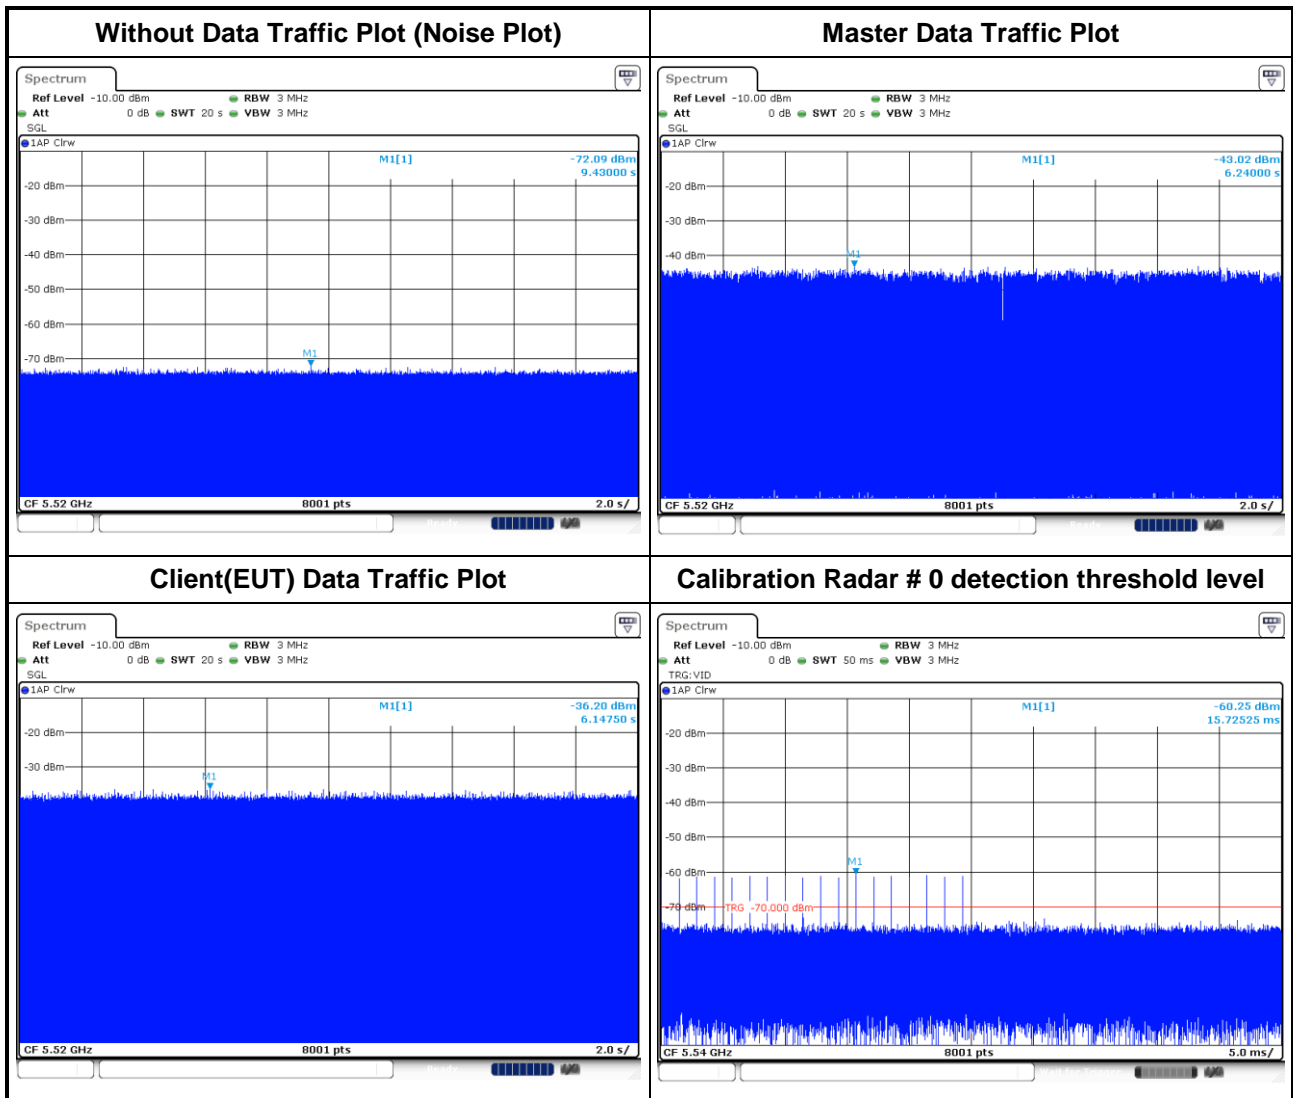 Without Data Traffic Plot (Noise Plot)
Spectrum
Ref Level -10.00 dBm RBW 3 MHz
Att 0 dB SWT 20 s VBW 3 MHz
SGL
1AP Clrw
M1[1] -72.09 dBm
9.43000 s
-20 dBm
-30 dBm
-40 dBm
-50 dBm
-60 dBm
-70 dBm
M1
CF 5.52 GHz 8001 pts 2.0 s/
Master Data Traffic Plot
Spectrum
Ref Level -10.00 dBm RBW 3 MHz
Att 0 dB SWT 20 s VBW 3 MHz
SGL
1AP Clrw
M1[1] -43.02 dBm
6.24000 s
-20 dBm
-30 dBm
-40 dBm
M1
CF 5.52 GHz 8001 pts 2.0 s/
Client(EUT) Data Traffic Plot
Spectrum
Ref Level -10.00 dBm RBW 3 MHz
Att 0 dB SWT 20 s VBW 3 MHz
SGL
1AP Clrw
M1[1] -36.20 dBm
6.14750 s
-20 dBm
-30 dBm
M1
CF 5.52 GHz 8001 pts 2.0 s/
Calibration Radar # 0 detection threshold level
Spectrum
Ref Level -10.00 dBm RBW 3 MHz
Att 0 dB SWT 50 ms VBW 3 MHz
TRG:VID
1AP Clrw
M1[1] -60.25 dBm
15.72525 ms
-20 dBm
-30 dBm
-40 dBm
-50 dBm
M1
-60 dBm
-70 dBm TRG -70.000 dBm
CF 5.54 GHz 8001 pts 5.0 ms/